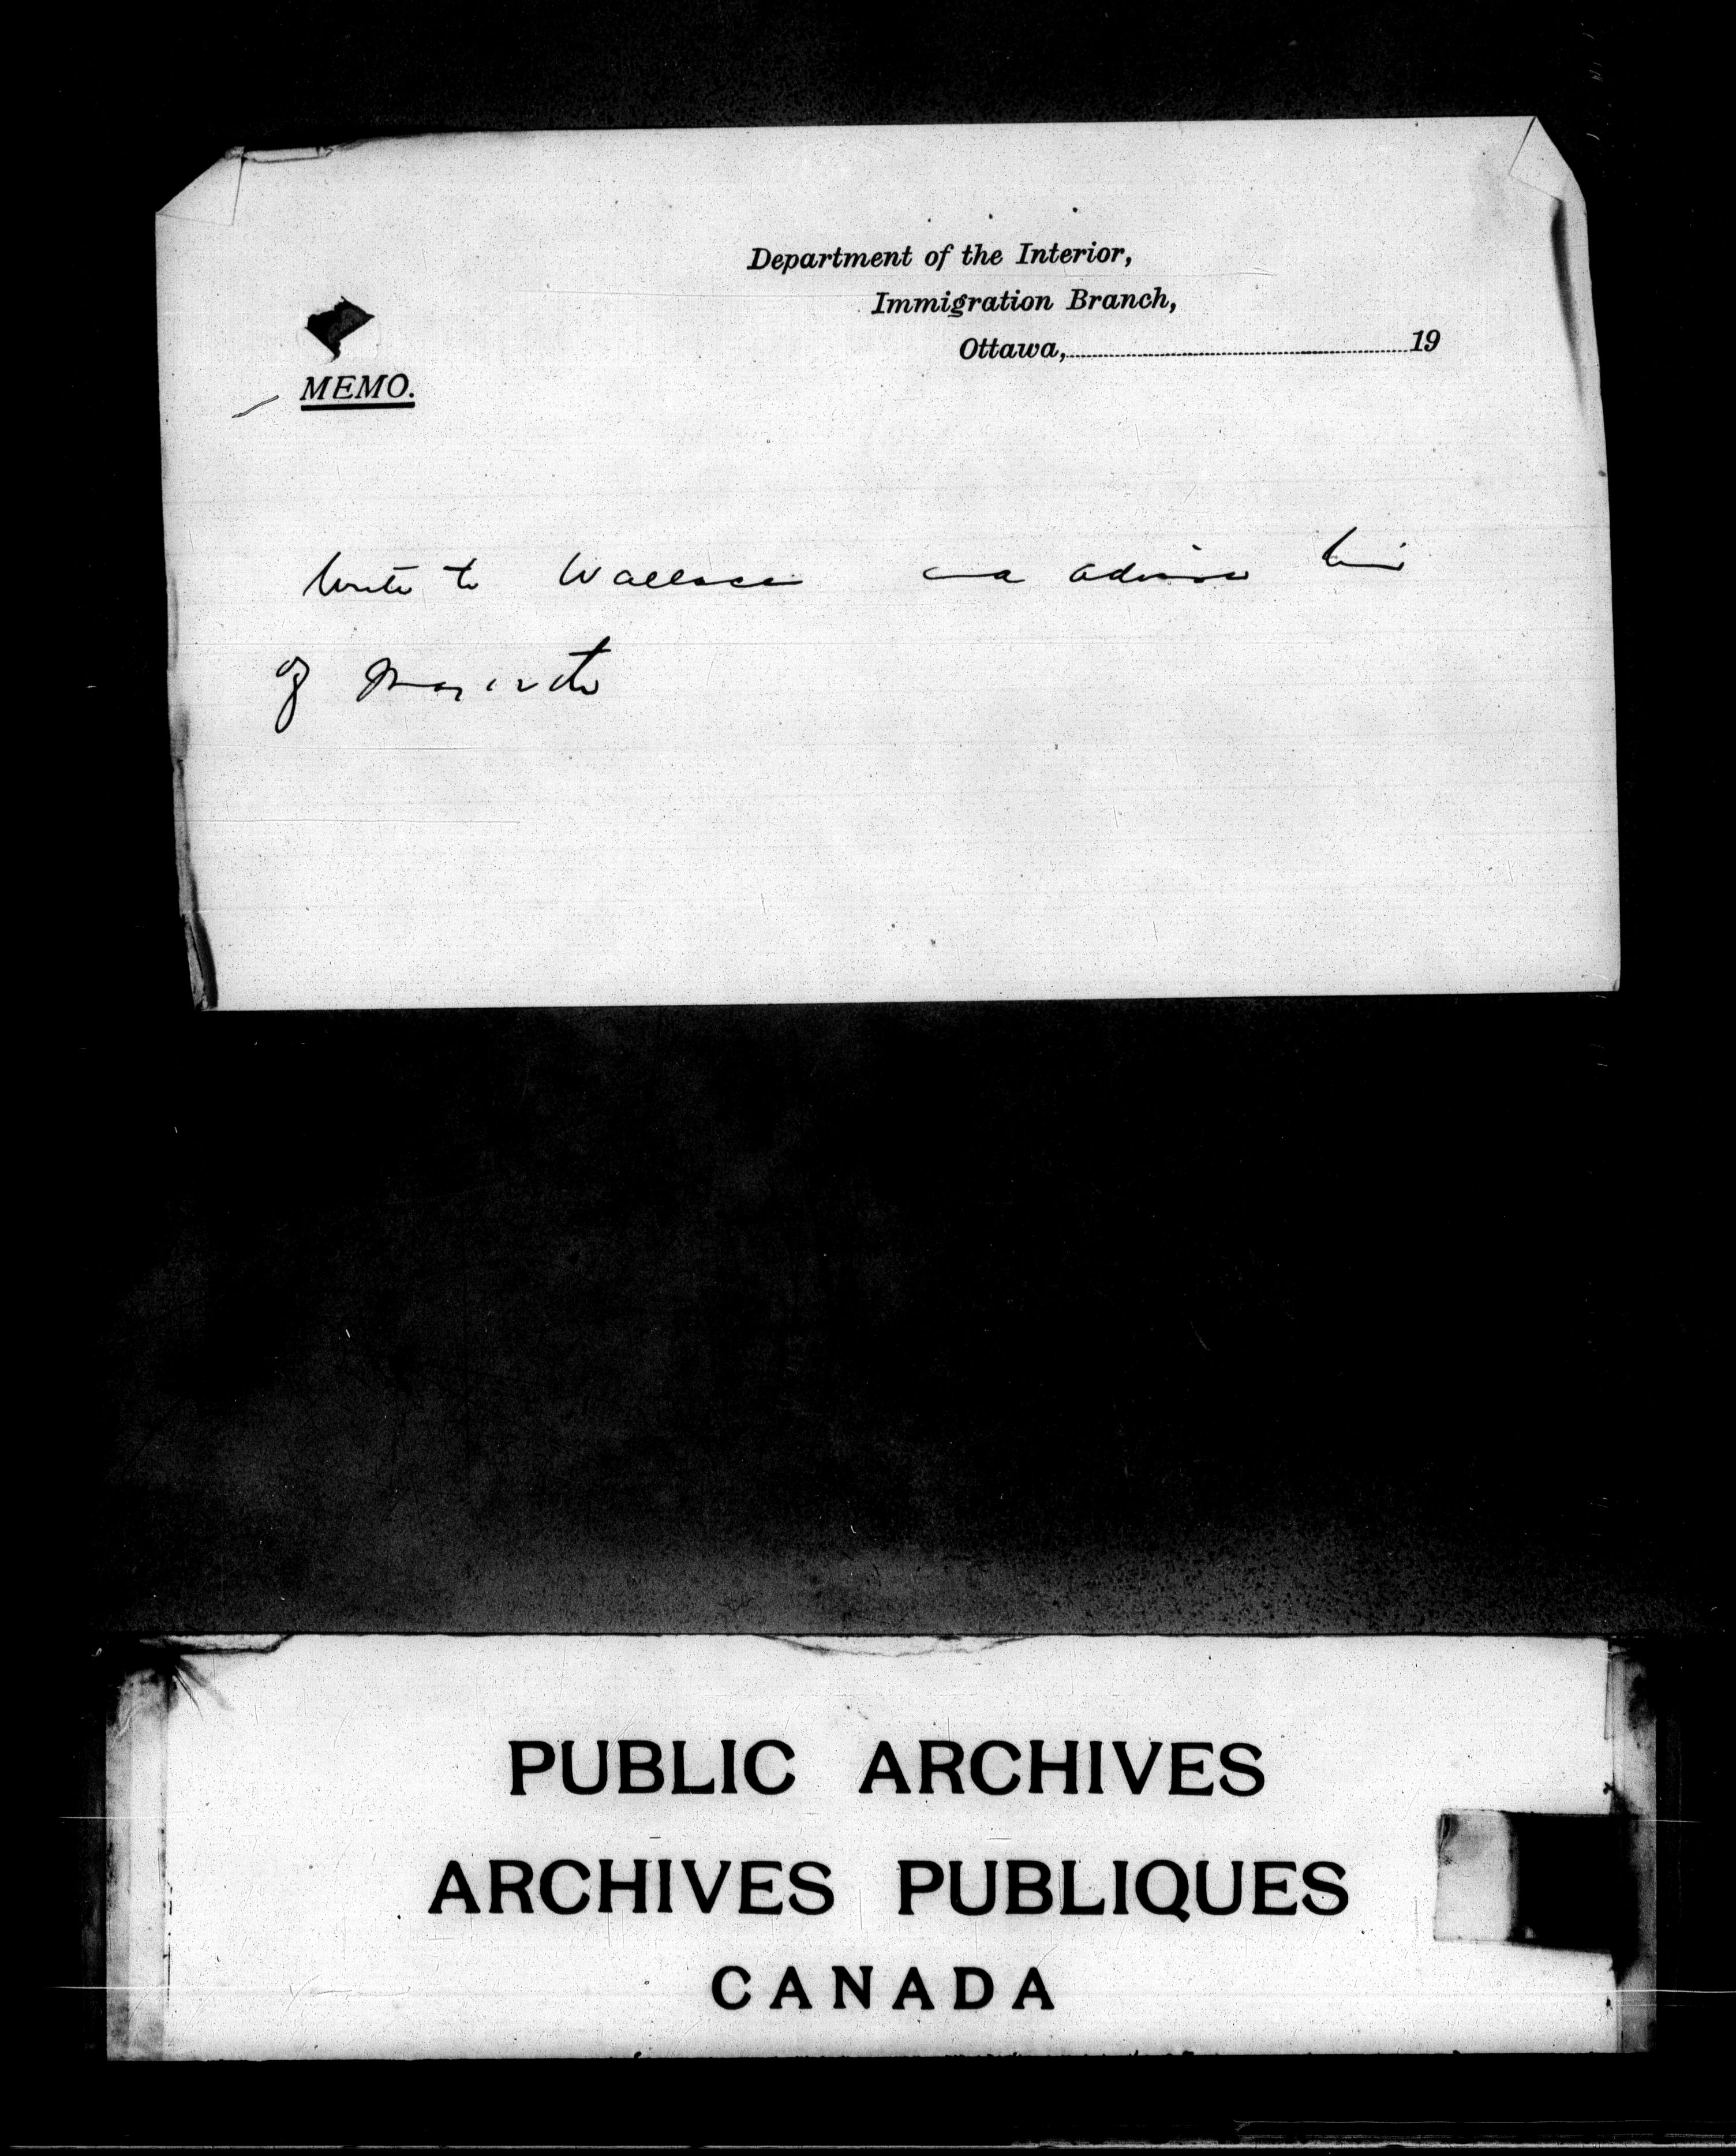 Department of the Interior,
Immigration Branch,
Ottawa, 19
MEMO.
Write to Wallace and advise him
of
PUBLIC ARCHIVES
ARCHIVES PUBLIQUES
CANADA